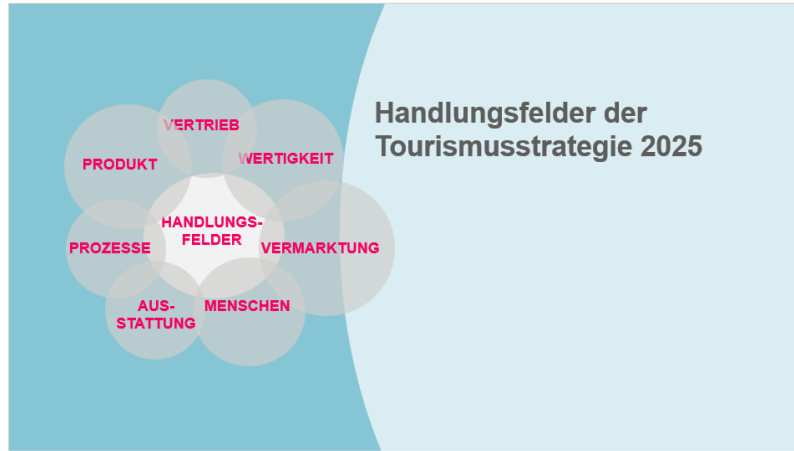 Handlungsfelder der
Tourismusstrategie 2025
VERTRIEB
WERTIGKEIT
PRODUKT
HANDLUNGS-
FELDER
PROZESSE
VERMARKTUNG
AUS-
STATTUNG
MENSCHEN